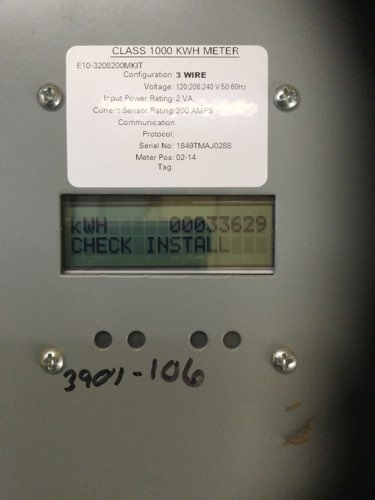 CLASS 1000 KWH METER
E10-3208200MKIT
Configuration: 3 WIRE
Voltage: 120:208:240 V:50:60Hz
Input Power Rating: 2 VA
Current Sensor Rating: 200 AMPS
Communication
Protocol:
Serial No: 1849TMAJ0288
Meter Pos: 02-14
Tag:
kWH 00033629
CHECK INSTALL
3901-106